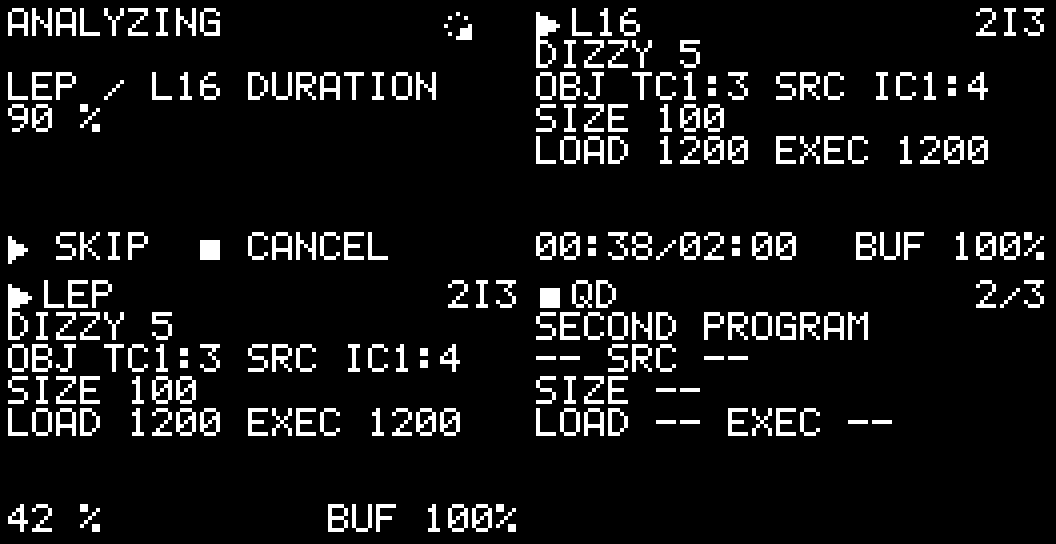 ANALYZING
LEP / L16 DURATION
90 %
▶ SKIP ■ CANCEL
▶L16 2I3
DIZZY 5
OBJ TC1:3 SRC IC1:4
SIZE 100
LOAD 1200 EXEC 1200
00:38/02:00 BUF 100%
▶LEP 2I3
DIZZY 5
OBJ TC1:3 SRC IC1:4
SIZE 100
LOAD 1200 EXEC 1200
42 % BUF 100%
■QD 2/3
SECOND PROGRAM
-- SRC --
SIZE --
LOAD -- EXEC --